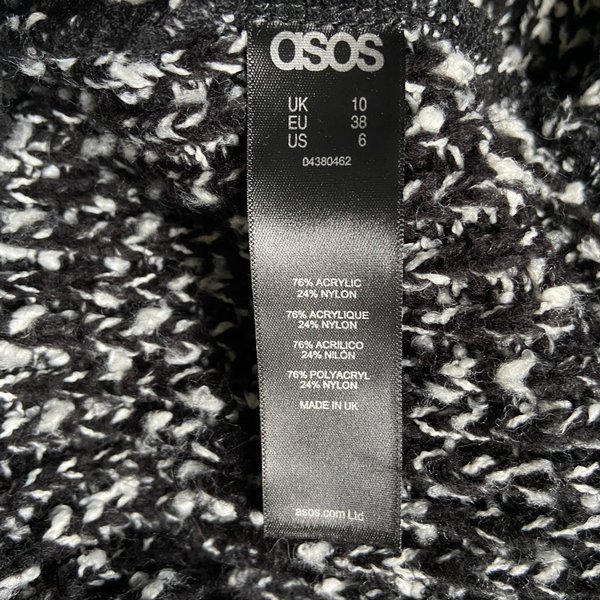 asos
UK 10
EU 38
US 6
04380462
76% ACRYLIC
24% NYLON
76% ACRYLIQUE
24% NYLON
76% ACRILICO
24% NILÓN
76% POLYACRYL
24% NYLON
MADE IN UK
asos.com Ltd